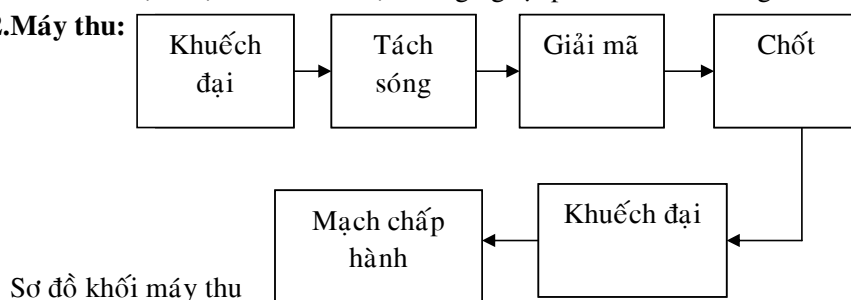 2.Máy thu:
Khuếch
đại
Tách
sóng
Giải mã
Chốt
Khuếch đại
Mạch chấp
hành
Sơ đồ khối máy thu